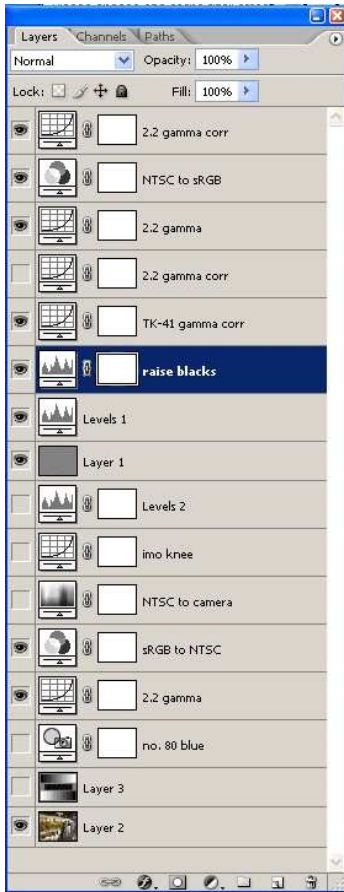 Layers Channels Paths
Normal Opacity: 100%
Lock: Fill: 100%
2.2 gamma corr
NTSC to sRGB
2.2 gamma
2.2 gamma corr
TK-41 gamma corr
raise blacks
Levels 1
Layer 1
Levels 2
imo knee
NTSC to camera
sRGB to NTSC
2.2 gamma
no. 80 blue
Layer 3
Layer 2